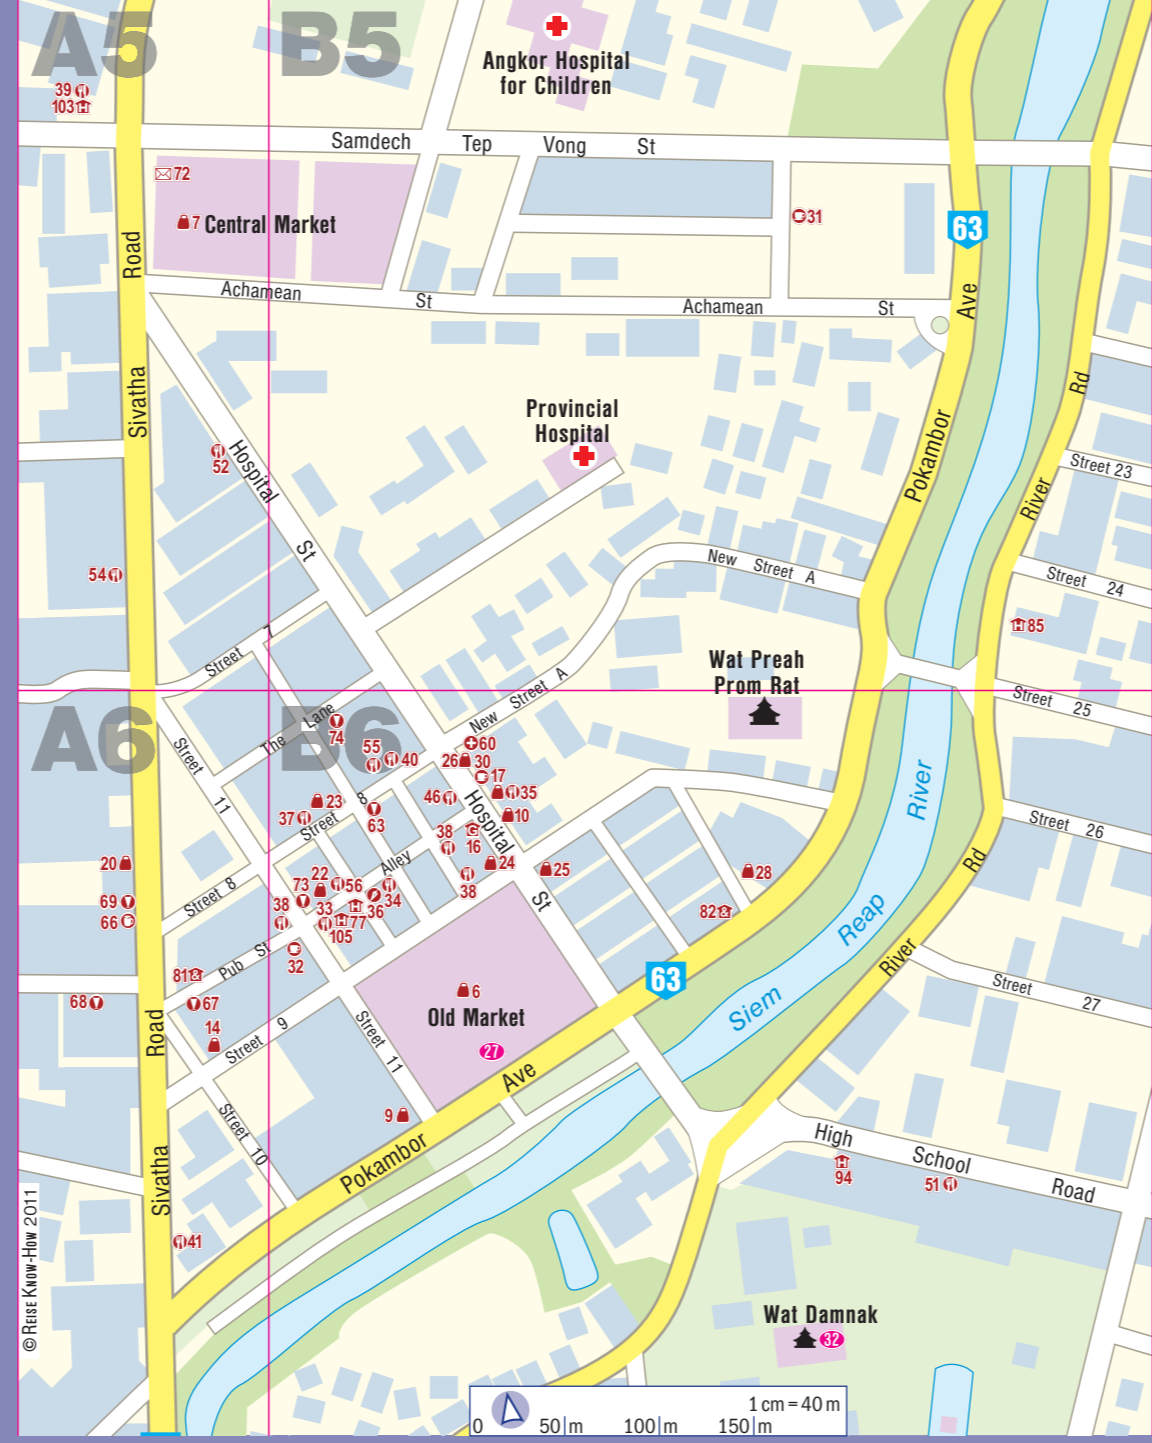 A5
B5
Angkor Hospital
for Children
39
103
Samdech Tep Vong St
72
7 Central Market
31
63
Road
Achamean St Achamean St
Ave
Sivatha
Rd
Provincial
Hospital
52
Hospital St
Pokambor
Street 23
River
54
New Street A
Street 24
85
Street 7
Wat Preah
Prom Rat
Street 25
A6
B6
The Lane
74
55
40
New Street A
60
26
30
17
Street 11
46
35
River
37
23
Street 8
63
Hospital St
10
38
16
Street 26
20
Alley
24
25
28
Rd
22
73
56
34
38
69
Street 8
38
33
36
77
105
82
66
Reap
Pub St
32
River
81
63
68
67
6
Street 27
Old Market
Siem
14
Street 9
Street 11
27
Road
Ave
9
Street 10
Pokambor
High School Road
94
51
Sivatha
41
© REISE KNOW-HOW 2011
Wat Damnak
32
1 cm = 40 m
0 50 m 100 m 150 m